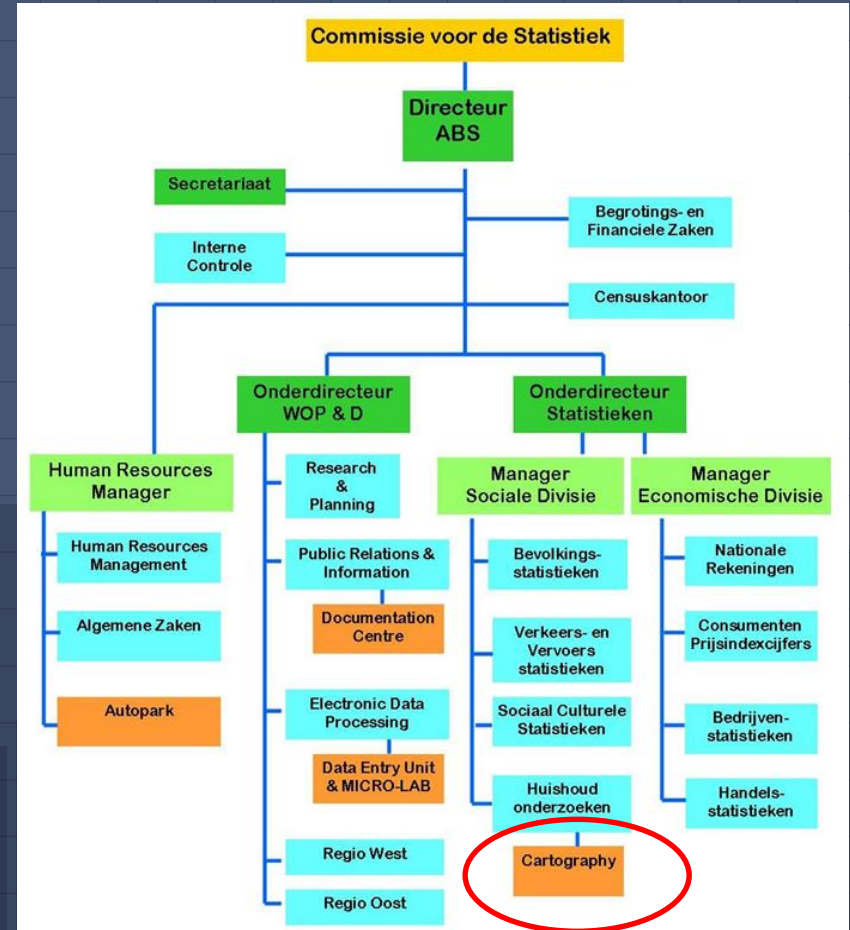 Commissie voor de Statistiek
Directeur
ABS
Secretariaat
Begrotings- en
Financiele Zaken
Interne
Controle
Censuskantoor
Onderdirecteur
WOP & D
Onderdirecteur
Statistieken
Human Resources
Manager
Human Resources
Management
Algemene Zaken
Autopark
Research
&
Planning
Public Relations &
Information
Documentation
Centre
Electronic Data
Processing
Data Entry Unit
& MICRO-LAB
Regio West
Regio Oost
Manager
Sociale Divisie
Bevolkings-
statistieken
Verkeers- en
Vervoers
statistieken
Sociaal Culturele
Statistieken
Huishoud
onderzoeken
Cartography
Manager
Economische Divisie
Nationale
Rekeningen
Consumenten
Prijsindexcijfers
Bedrijven-
statistieken
Handels-
statistieken